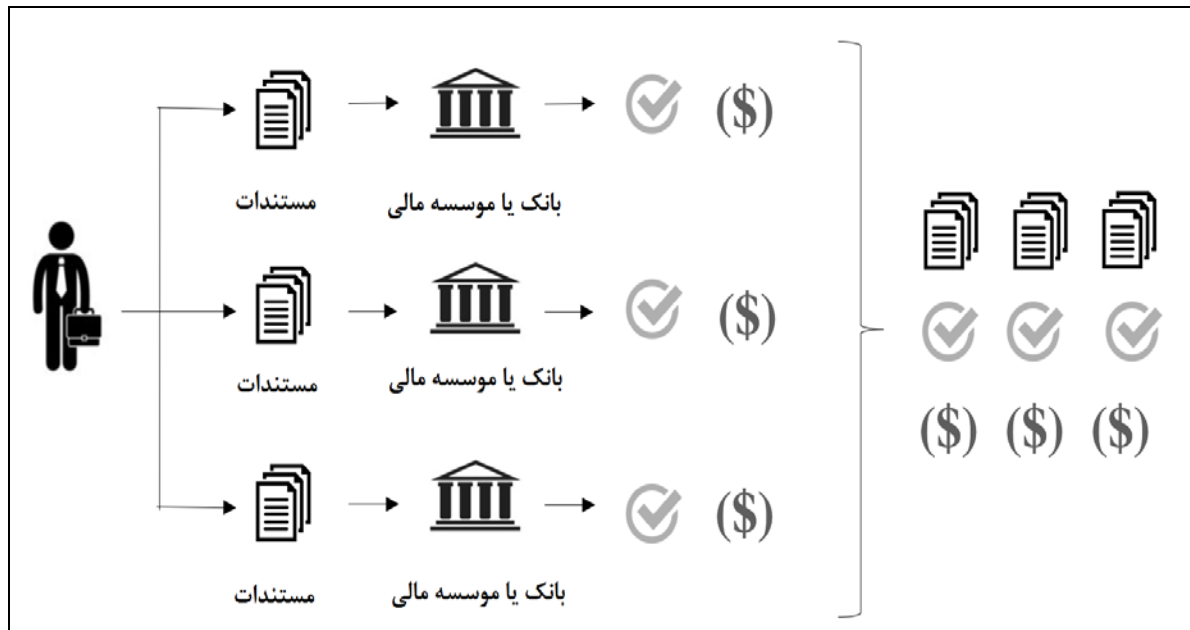 ($)
مستندات
بانک یا موسسه مالی
($)
مستندات
بانک یا موسسه مالی
($)
مستندات
بانک یا موسسه مالی
($) ($) ($)